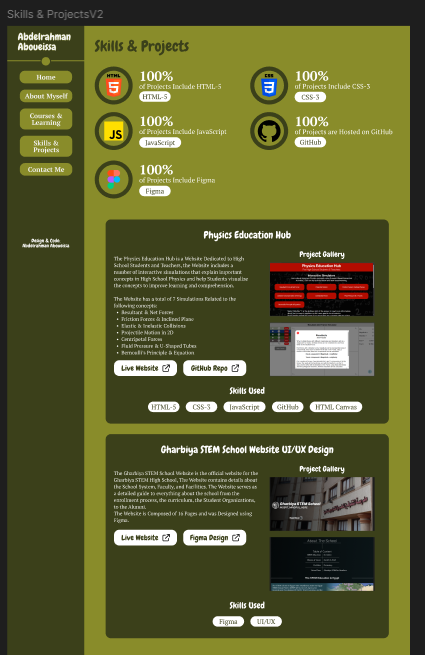 Skills & ProjectsV2
Abdelrahman
Aboueissa
Home
About Myself
Courses &
Learning
Skills &
Projects
Contact Me
Design & Code:
Abdelrahman Aboueissa
Skills & Projects
HTML
5
100%
of Projects Include HTML-5
HTML-5
CSS
3
100%
of Projects Include CSS-3
CSS-3
JS
100%
of Projects Include JavaScript
JavaScript
100%
of Projects are Hosted on GitHub
GitHub
100%
of Projects Include Figma
Figma
Physics Education Hub
The Physics Education Hub is a Website Dedicated to High
School Students and Teachers, the Website includes a
number of interactive simulations that explain important
concepts in High School Physics and help Students visualise
the concepts to improve learning and comprehension.
The Website has a total of 7 Simulations Related to the
following concepts:
• Resultant & Net Forces
• Friction Forces & Inclined Plane
• Elastic & Inelastic Collisions
• Projectile Motion in 2D
• Centripetal Forces
• Fluid Pressure & U-Shaped Tubes
• Bernoulli's Principle & Equation
Live Website
GitHub Repo
Project Gallery
Physics Education Hub
Skills Used
HTML-5
CSS-3
JavaScript
GitHub
HTML Canvas
Gharbiya STEM School Website UI/UX Design
The Gharbiya STEM School Website is the official website for the
Gharbiya STEM High School, The Website contains details about
the School System, Faculty, and Facilities. The Website serves as
a detailed guide to everything about the school from the
enrollment process, the curriculum, the Student Organizations,
to the Alumni.
The Website is Composed of 16 Pages and was Designed using
Figma.
Live Website
Figma Design
Project Gallery
Gharbiya STEM School
About The School
Skills Used
Figma
UI/UX